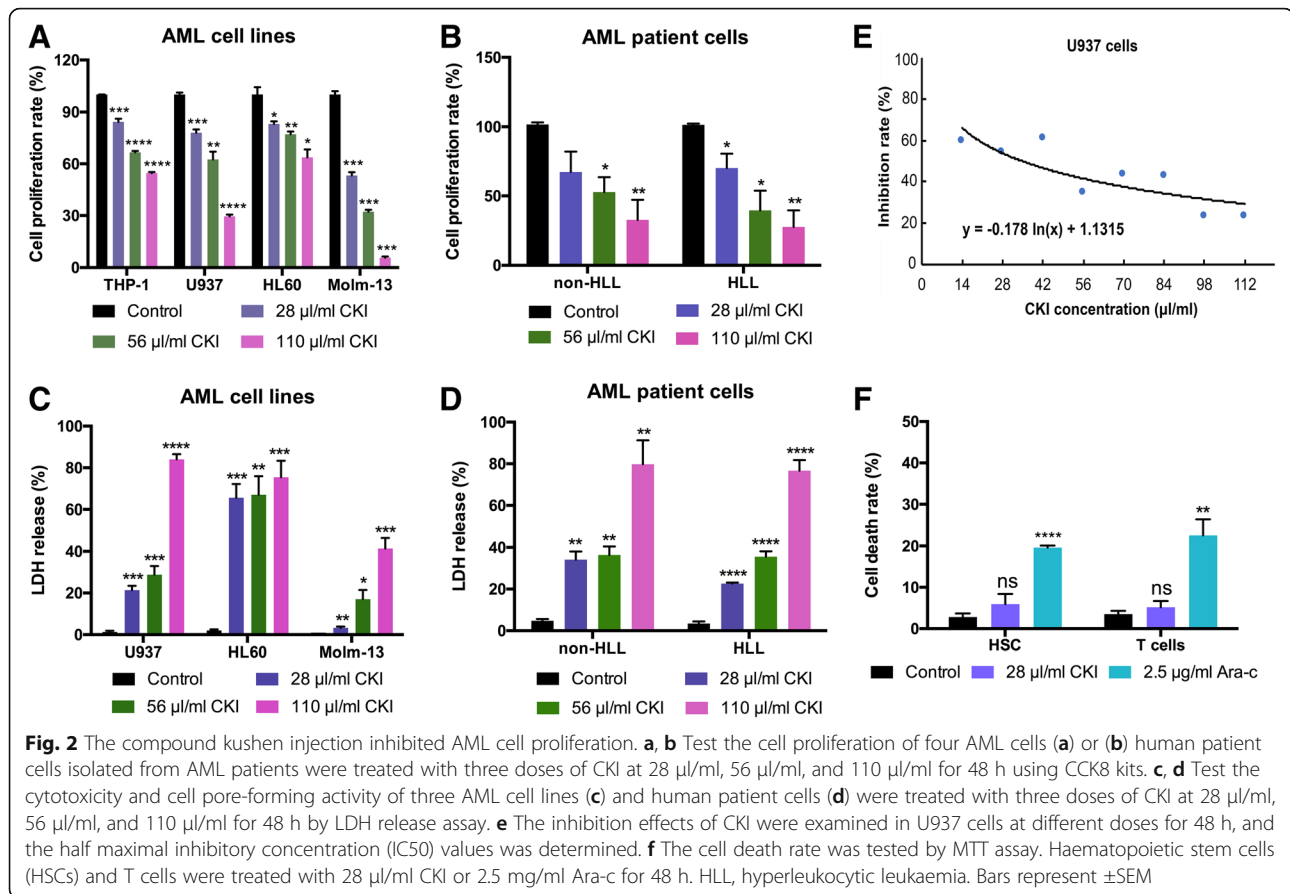 A
AML cell lines
Cell proliferation rate (%)
120
90
60
30
0
***
****
****
***
**
****
*
**
*
***
***
***
THP-1 U937 HL60 Molm-13
Control 28 µl/ml CKI
56 µl/ml CKI 110 µl/ml CKI
B
AML patient cells
Cell proliferation rate (%)
150
100
50
0
*
**
*
*
**
non-HLL HLL
Control 28 µl/ml CKI
56 µl/ml CKI 110 µl/ml CKI
E
U937 cells
Inhibition rate (%)
100
80
60
40
20
0
y = -0.178 ln(x) + 1.1315
0 14 28 42 56 70 84 98 112
CKI concentration (µl/ml)
C
AML cell lines
LDH release (%)
100
80
60
40
20
0
***
***
****
***
**
***
**
*
***
U937 HL60 Molm-13
Control 28 µl/ml CKI
56 µl/ml CKI 110 µl/ml CKI
D
AML patient cells
LDH release (%)
100
80
60
40
20
0
**
**
**
****
****
****
non-HLL HLL
Control 28 µl/ml CKI
56 µl/ml CKI 110 µl/ml CKI
F
Cell death rate (%)
50
40
30
20
10
0
ns
****
ns
**
HSC T cells
Control 28 µl/ml CKI 2.5 µg/ml Ara-c
Fig. 2 The compound kushen injection inhibited AML cell proliferation. a, b Test the cell proliferation of four AML cells (a) or (b) human patient
cells isolated from AML patients were treated with three doses of CKI at 28 µl/ml, 56 µl/ml, and 110 µl/ml for 48 h using CCK8 kits. c, d Test the
cytotoxicity and cell pore-forming activity of three AML cell lines (c) and human patient cells (d) were treated with three doses of CKI at 28 µl/ml,
56 µl/ml, and 110 µl/ml for 48 h by LDH release assay. e The inhibition effects of CKI were examined in U937 cells at different doses for 48 h, and
the half maximal inhibitory concentration (IC50) values was determined. f The cell death rate was tested by MTT assay. Haematopoietic stem cells
(HSCs) and T cells were treated with 28 µl/ml CKI or 2.5 mg/ml Ara-c for 48 h. HLL, hyperleukocytic leukaemia. Bars represent ±SEM